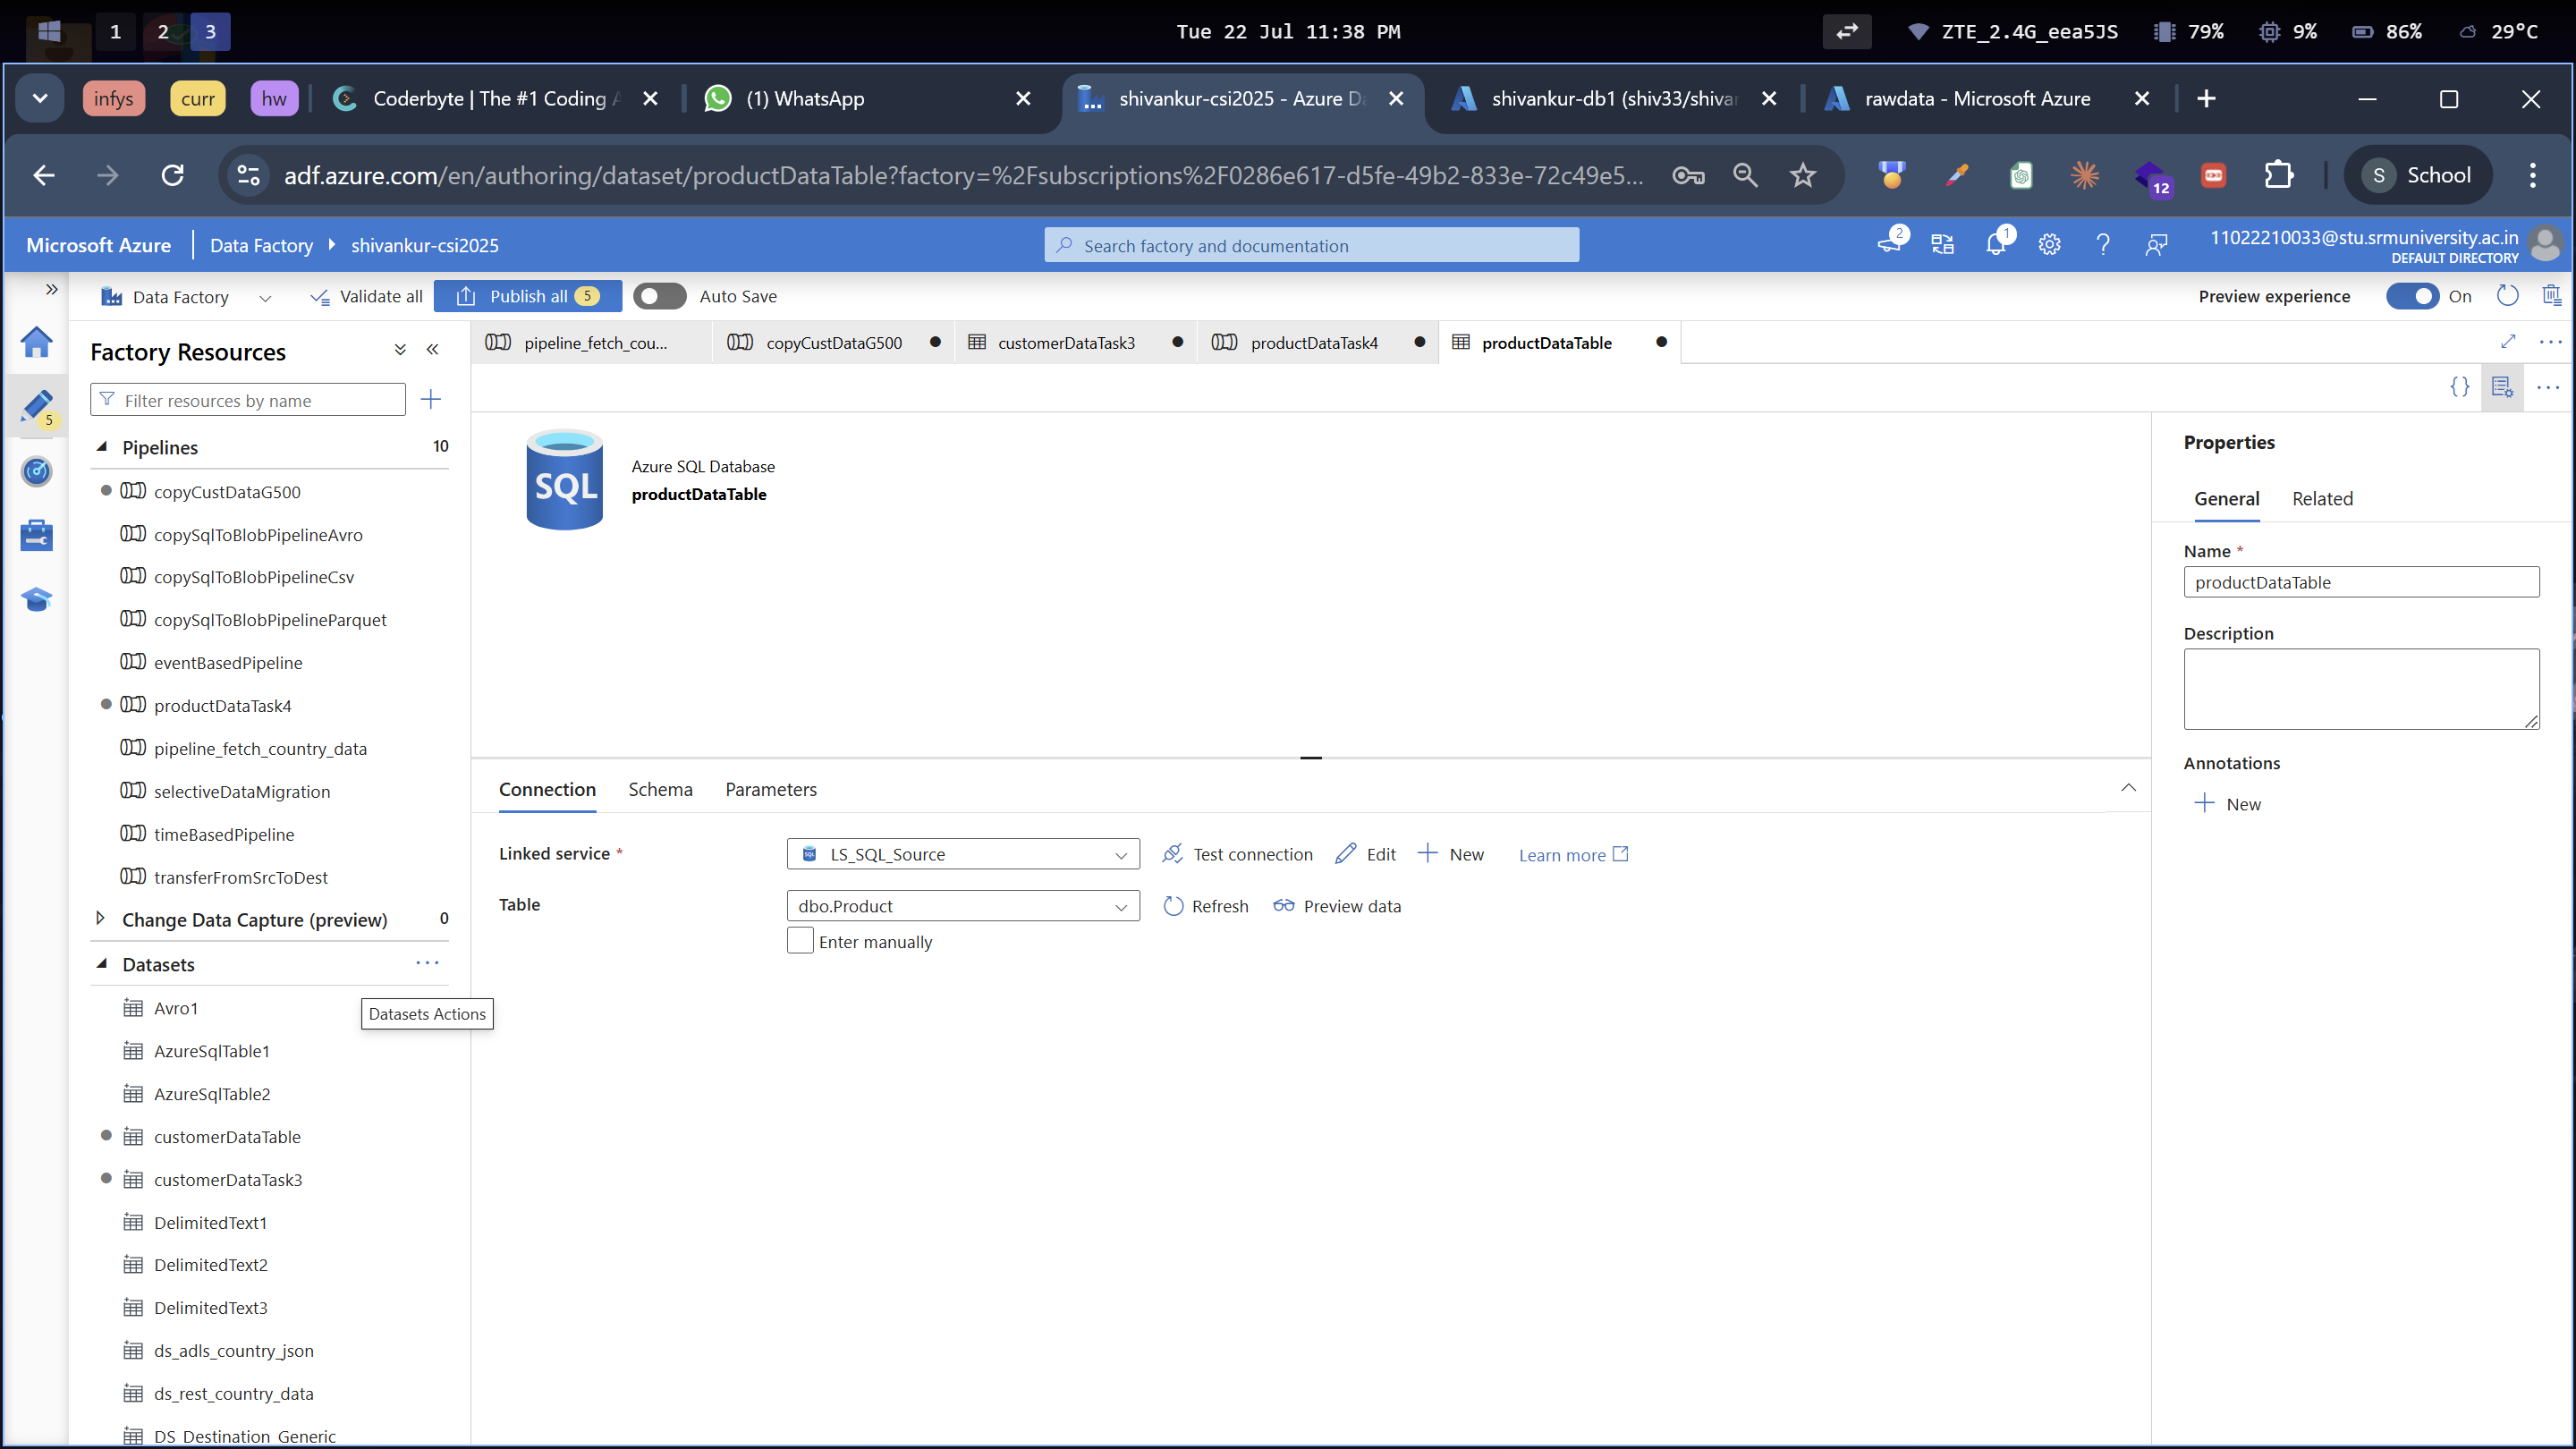 1 2 3 Tue 22 Jul 11:38 PM ZTE_2.4G_eea5JS 79% 9% 86% 29°C
infys curr hw Coderbyte | The #1 Coding (1) WhatsApp shivankur-csi2025 - Azure Da shivankur-db1 (shiv33/shivan rawdata - Microsoft Azure
adf.azure.com/en/authoring/dataset/productDataTable?factory=%2Fsubscriptions%2F0286e617-d5fe-49b2-833e-72c49e5... 12 S School
Microsoft Azure Data Factory shivankur-csi2025 Search factory and documentation 2 1 11022210033@stu.srmuniversity.ac.in
DEFAULT DIRECTORY
Data Factory Validate all Publish all 5 Auto Save Preview experience On
Factory Resources
pipeline_fetch_cou... copyCustDataG500 customerDataTask3 productDataTask4 productDataTable
Filter resources by name
5
Pipelines 10
copyCustDataG500
copySqlToBlobPipelineAvro
copySqlToBlobPipelineCsv
copySqlToBlobPipelineParquet
eventBasedPipeline
productDataTask4
pipeline_fetch_country_data
selectiveDataMigration
timeBasedPipeline
transferFromSrcToDest
Change Data Capture (preview) 0
Datasets
Avro1
Datasets Actions
AzureSqlTable1
AzureSqlTable2
customerDataTable
customerDataTask3
DelimitedText1
DelimitedText2
DelimitedText3
ds_adls_country_json
ds_rest_country_data
DS_Destination_Generic
SQL
Azure SQL Database
productDataTable
Connection Schema Parameters
Linked service * LS_SQL_Source Test connection Edit New Learn more
Table dbo.Product Refresh Preview data
Enter manually
Properties
General Related
Name *
productDataTable
Description
Annotations
New